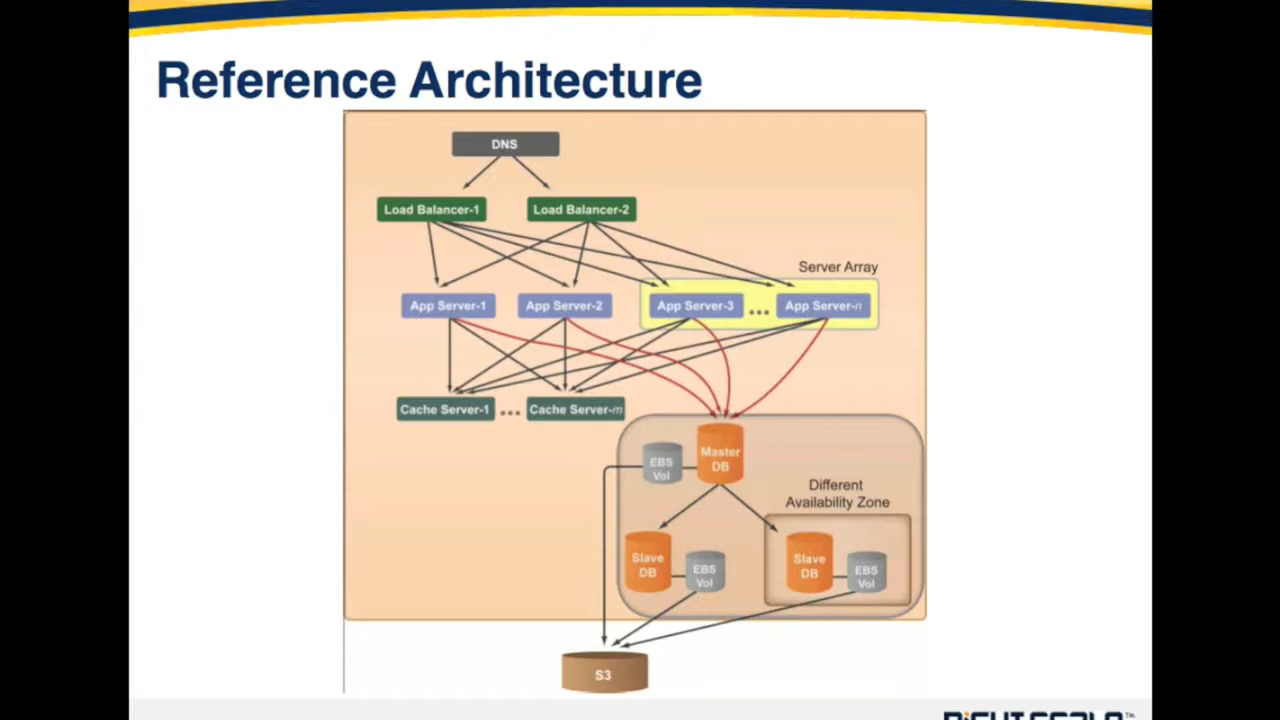 Reference Architecture
DNS
Load Balancer-1
Load Balancer-2
Server Array
App Server-1
App Server-2
App Server-3
...
App Server-n
Cache Server-1
...
Cache Server-m
Master
DB
EBS
Vol
Different
Availability Zone
Slave
DB
EBS
Vol
Slave
DB
EBS
Vol
S3